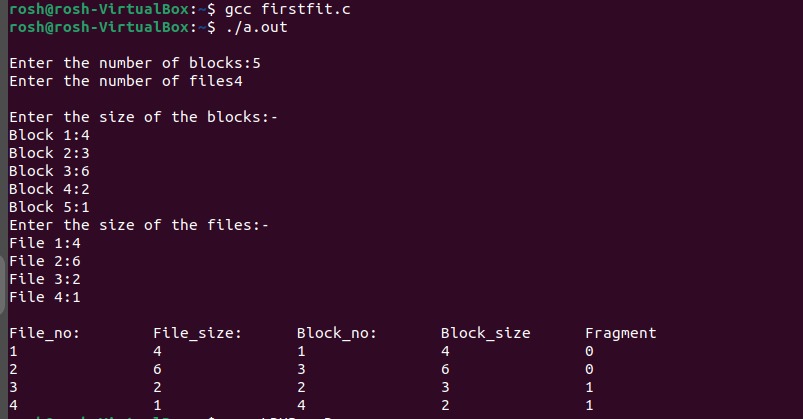 rosh@rosh-VirtualBox:~$ gcc firstfit.c
rosh@rosh-VirtualBox:~$ ./a.out
Enter the number of blocks:5
Enter the number of files4
Enter the size of the blocks:-
Block 1:4
Block 2:3
Block 3:6
Block 4:2
Block 5:1
Enter the size of the files:-
File 1:4
File 2:6
File 3:2
File 4:1
File_no: File_size: Block_no: Block_size Fragment
1 4 1 4 0
2 6 3 6 0
3 2 2 3 1
4 1 4 2 1